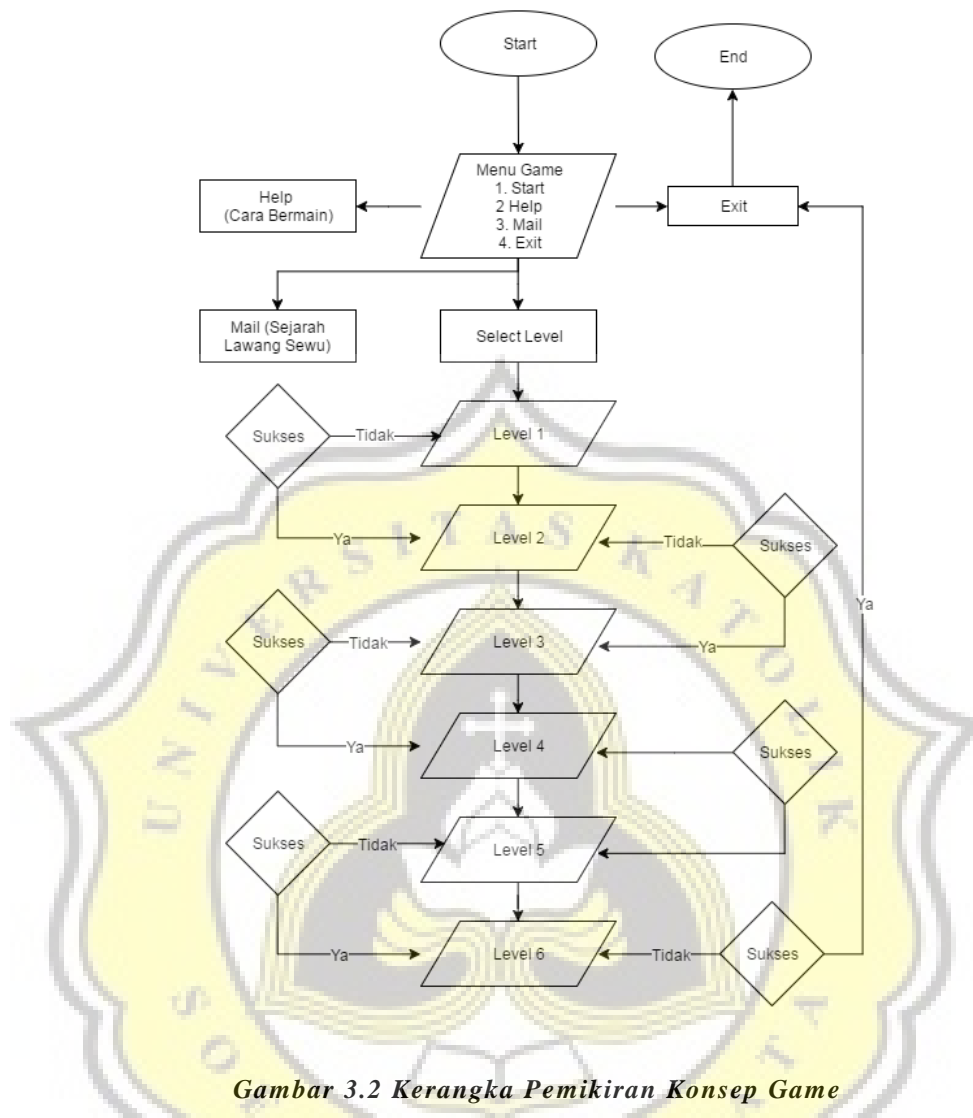 Start
End
Menu Game
1. Start
2 Help
3. Mail
4. Exit
Help
(Cara Bermain)
Exit
Mail (Sejarah
Lawang Sewu)
Select Level
Sukses
Tidak
Level 1
Ya
Level 2
Tidak
Sukses
Ya
Sukses
Tidak
Level 3
Ya
Ya
Level 4
Sukses
Sukses
Tidak
Level 5
Ya
Level 6
Tidak
Sukses
UNIVERSITAS KATOLIK
Gambar 3.2 Kerangka Pemikiran Konsep Game